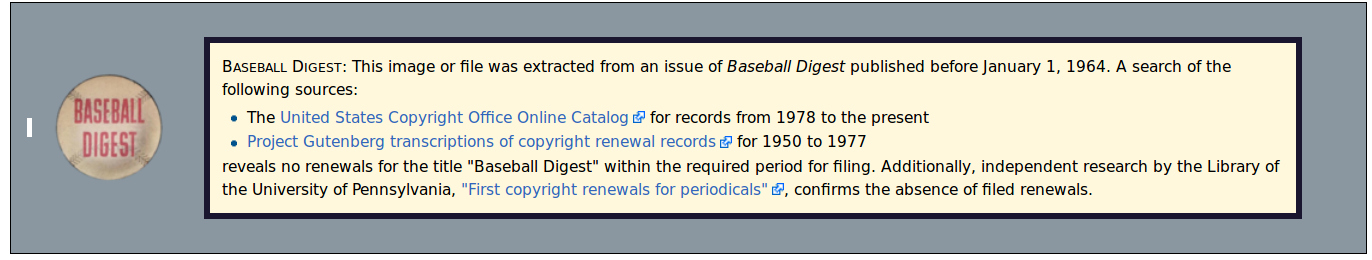 BASEBALL
DIGEST
BASEBALL DIGEST: This image or file was extracted from an issue of Baseball Digest published before January 1, 1964. A search of the
following sources:
• The United States Copyright Office Online Catalog for records from 1978 to the present
• Project Gutenberg transcriptions of copyright renewal records for 1950 to 1977
reveals no renewals for the title "Baseball Digest" within the required period for filing. Additionally, independent research by the Library of
the University of Pennsylvania, "First copyright renewals for periodicals", confirms the absence of filed renewals.